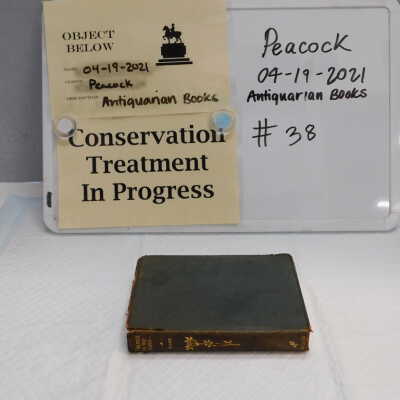 OBJECT
BELOW
04-19-2021
Peacock
Antiquarian Books
Conservation
Treatment
In Progress
Peacock
04-19-2021
Antiquarian Books
# 38